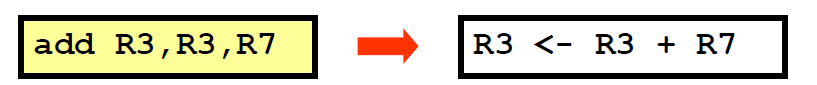 add R3,R3,R7
R3 <- R3 + R7